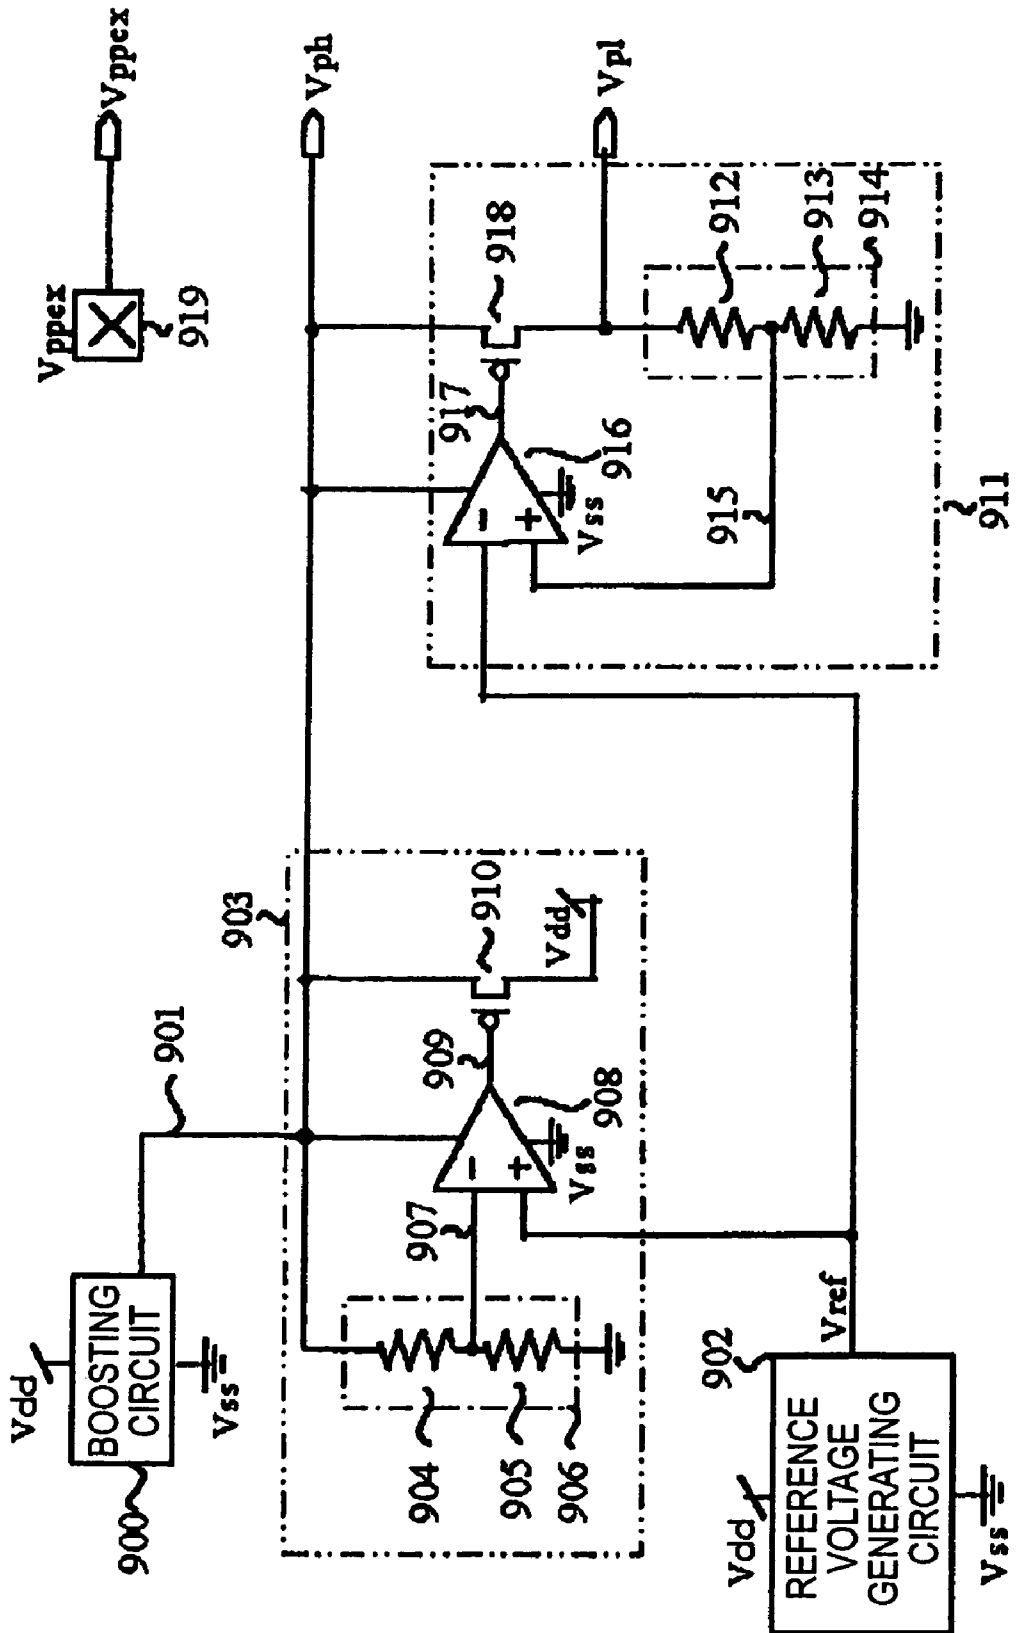 Vppex
Vppex
919
Vph
Vpl
901
903
Vdd
BOOSTING
CIRCUIT
Vss
900
904
905
906
907
−
+
Vss
908
909
910
Vdd
917
918
−
+
Vss
916
915
912
913
914
911
902
Vref
Vdd
REFERENCE
VOLTAGE
GENERATING
CIRCUIT
Vss